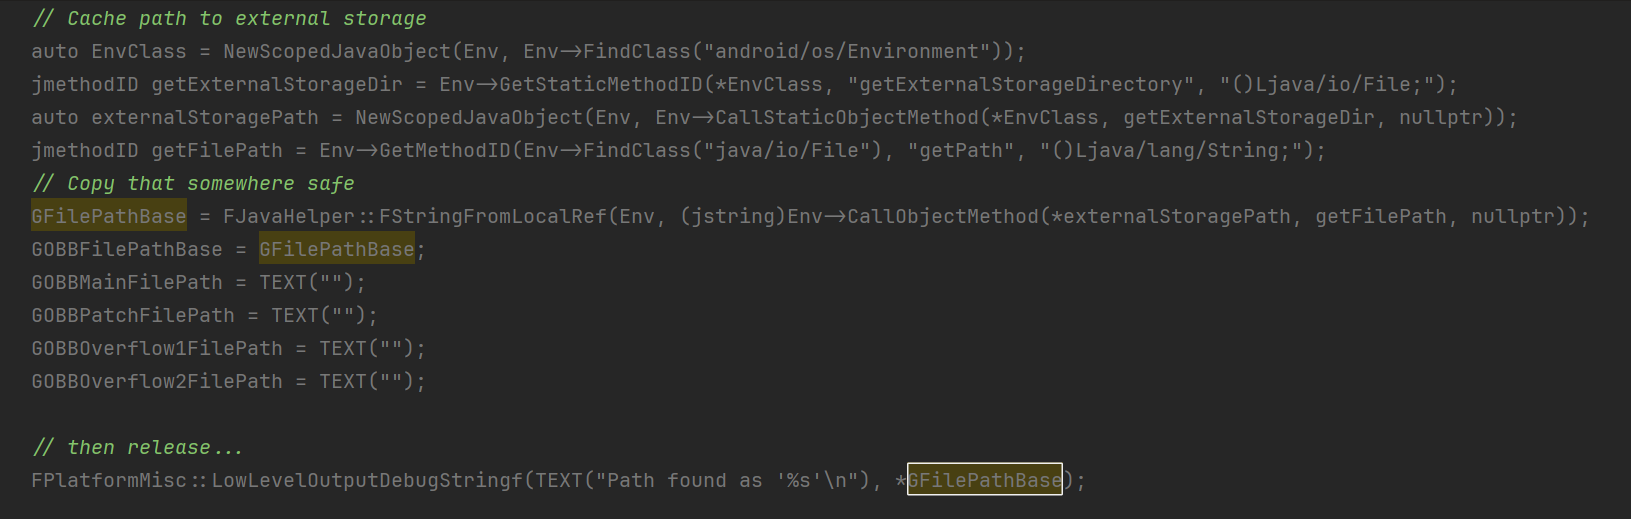 // Cache path to external storage
auto EnvClass = NewScopedJavaObject(Env, Env->FindClass("android/os/Environment"));
jmethodID getExternalStorageDir = Env->GetStaticMethodID(*EnvClass, "getExternalStorageDirectory", "()Ljava/io/File;");
auto externalStoragePath = NewScopedJavaObject(Env, Env->CallStaticObjectMethod(*EnvClass, getExternalStorageDir, nullptr));
jmethodID getFilePath = Env->GetMethodID(Env->FindClass("java/io/File"), "getPath", "()Ljava/lang/String;");
// Copy that somewhere safe
GFilePathBase = FJavaHelper::FStringFromLocalRef(Env, (jstring)Env->CallObjectMethod(*externalStoragePath, getFilePath, nullptr));
GOBBFilePathBase = GFilePathBase;
GOBBMainFilePath = TEXT("");
GOBBPatchFilePath = TEXT("");
GOBBOverflow1FilePath = TEXT("");
GOBBOverflow2FilePath = TEXT("");
// then release...
FPlatformMisc::LowLevelOutputDebugStringf(TEXT("Path found as '%s'\n"), *GFilePathBase);